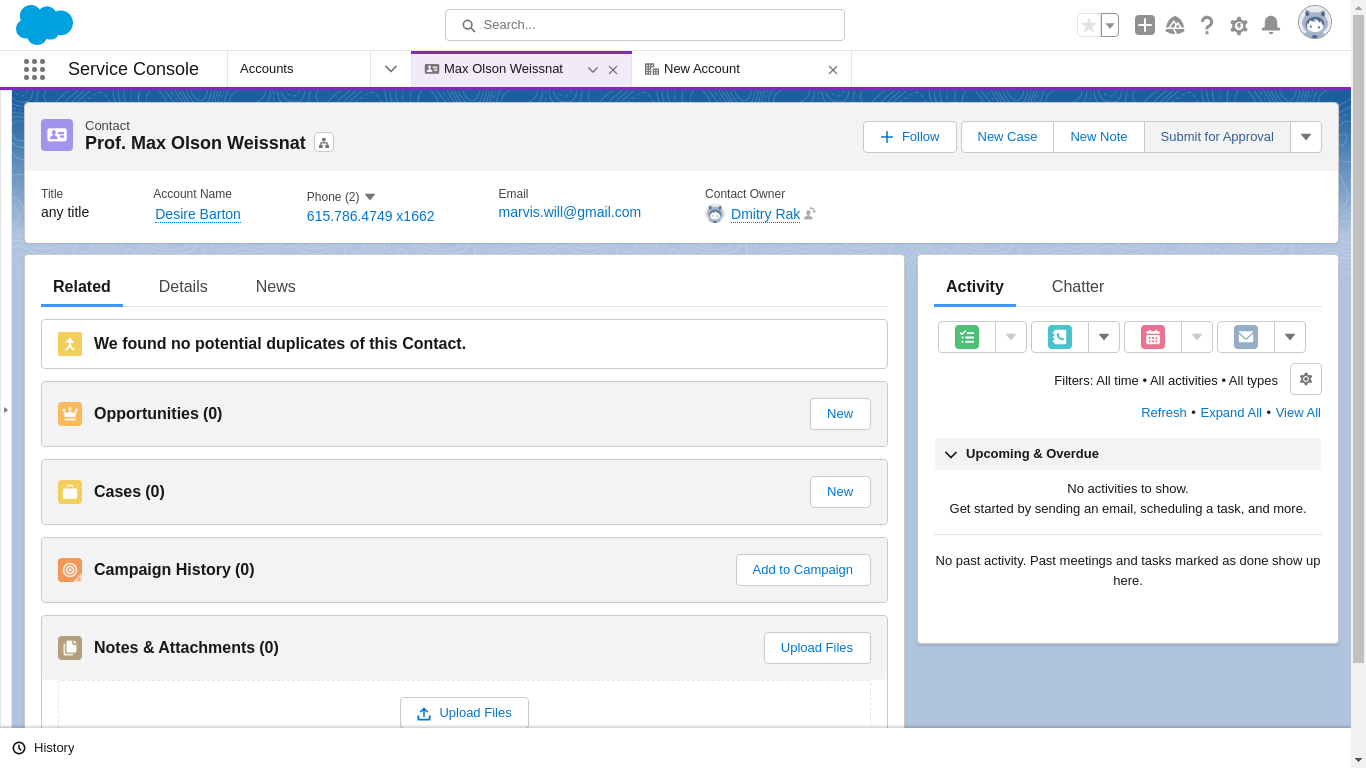 Search...
Service Console
Accounts
Max Olson Weissnat
New Account
Contact
Prof. Max Olson Weissnat
Follow
New Case
New Note
Submit for Approval
Title
any title
Account Name
Desire Barton
Phone (2)
615.786.4749 x1662
Email
marvis.will@gmail.com
Contact Owner
Dmitry Rak
Related
Details
News
We found no potential duplicates of this Contact.
Opportunities (0)
New
Cases (0)
New
Campaign History (0)
Add to Campaign
Notes & Attachments (0)
Upload Files
Upload Files
Activity
Chatter
Filters: All time • All activities • All types
Refresh • Expand All • View All
Upcoming & Overdue
No activities to show.
Get started by sending an email, scheduling a task, and more.
No past activity. Past meetings and tasks marked as done show up
here.
History